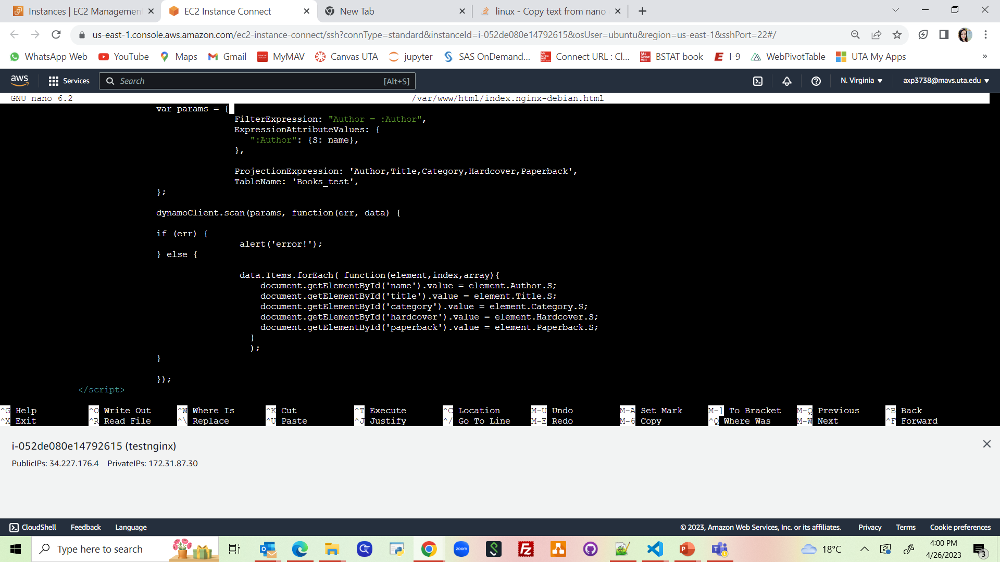 Instances | EC2 Management
EC2 Instance Connect
New Tab
linux - Copy text from nano
us-east-1.console.aws.amazon.com/ec2-instance-connect/ssh?connType=standard&instanceId=i-052de080e14792615&osUser=ubuntu&region=us-east-1&sshPort=22#/
WhatsApp Web YouTube Maps Gmail MyMAV Canvas UTA jupyter SAS OnDemand... Connect URL : Cl... BSTAT book I-9 WebPivotTable UTA My Apps »
aws Services Search [Alt+S] N. Virginia axp3738@mavs.uta.edu
GNU nano 6.2 /var/www/html/index.nginx-debian.html
var params = {
FilterExpression: "Author = :Author",
ExpressionAttributeValues: {
":Author": {S: name},
},
ProjectionExpression: 'Author,Title,Category,Hardcover,Paperback',
TableName: 'Books_test',
};
dynamoClient.scan(params, function(err, data) {
if (err) {
alert('error!');
} else {
data.Items.forEach( function(element,index,array){
document.getElementById('name').value = element.Author.S;
document.getElementById('title').value = element.Title.S;
document.getElementById('category').value = element.Category.S;
document.getElementById('hardcover').value = element.Hardcover.S;
document.getElementById('paperback').value = element.Paperback.S;
}
);
}
});
</script>
^G Help ^O Write Out ^W Where Is ^K Cut ^T Execute ^C Location M-U Undo M-A Set Mark M-] To Bracket M-Q Previous ^B Back
^X Exit ^R Read File ^\ Replace ^U Paste ^J Justify ^/ Go To Line M-E Redo M-6 Copy ^Q Where Was M-W Next ^F Forward
i-052de080e14792615 (testnginx)
PublicIPs: 34.227.176.4 PrivateIPs: 172.31.87.30
CloudShell Feedback Language © 2023, Amazon Web Services, Inc. or its affiliates. Privacy Terms Cookie preferences
Type here to search
zoom
18°C
4:00 PM
4/26/2023
3